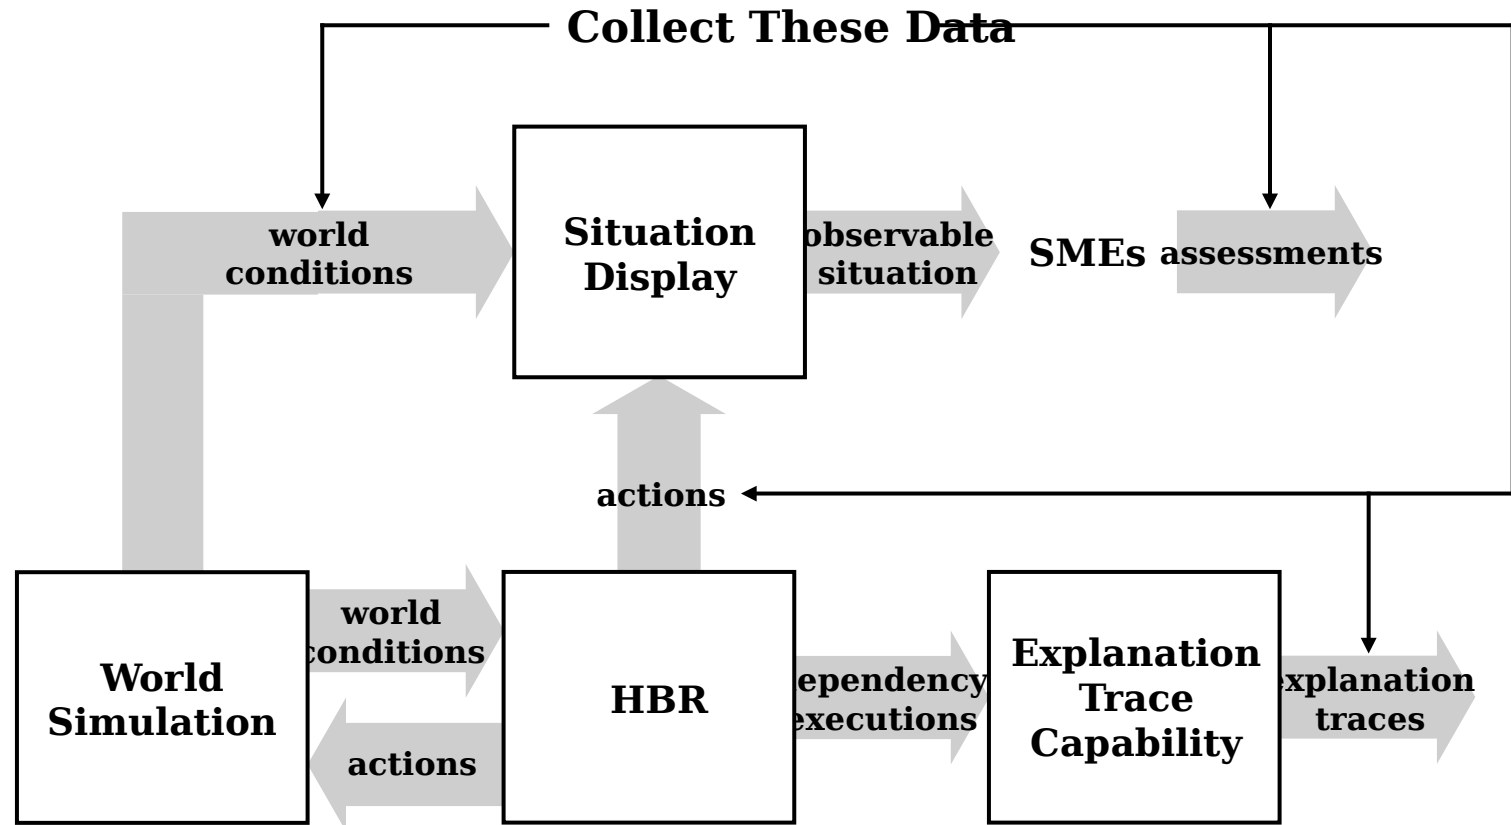 Collect These Data
world
conditions
Situation
Display
observable
situation
SMEs
assessments
actions
world
conditions
World
Simulation
actions
HBR
ependency
executions
Explanation
Trace
Capability
explanation
traces